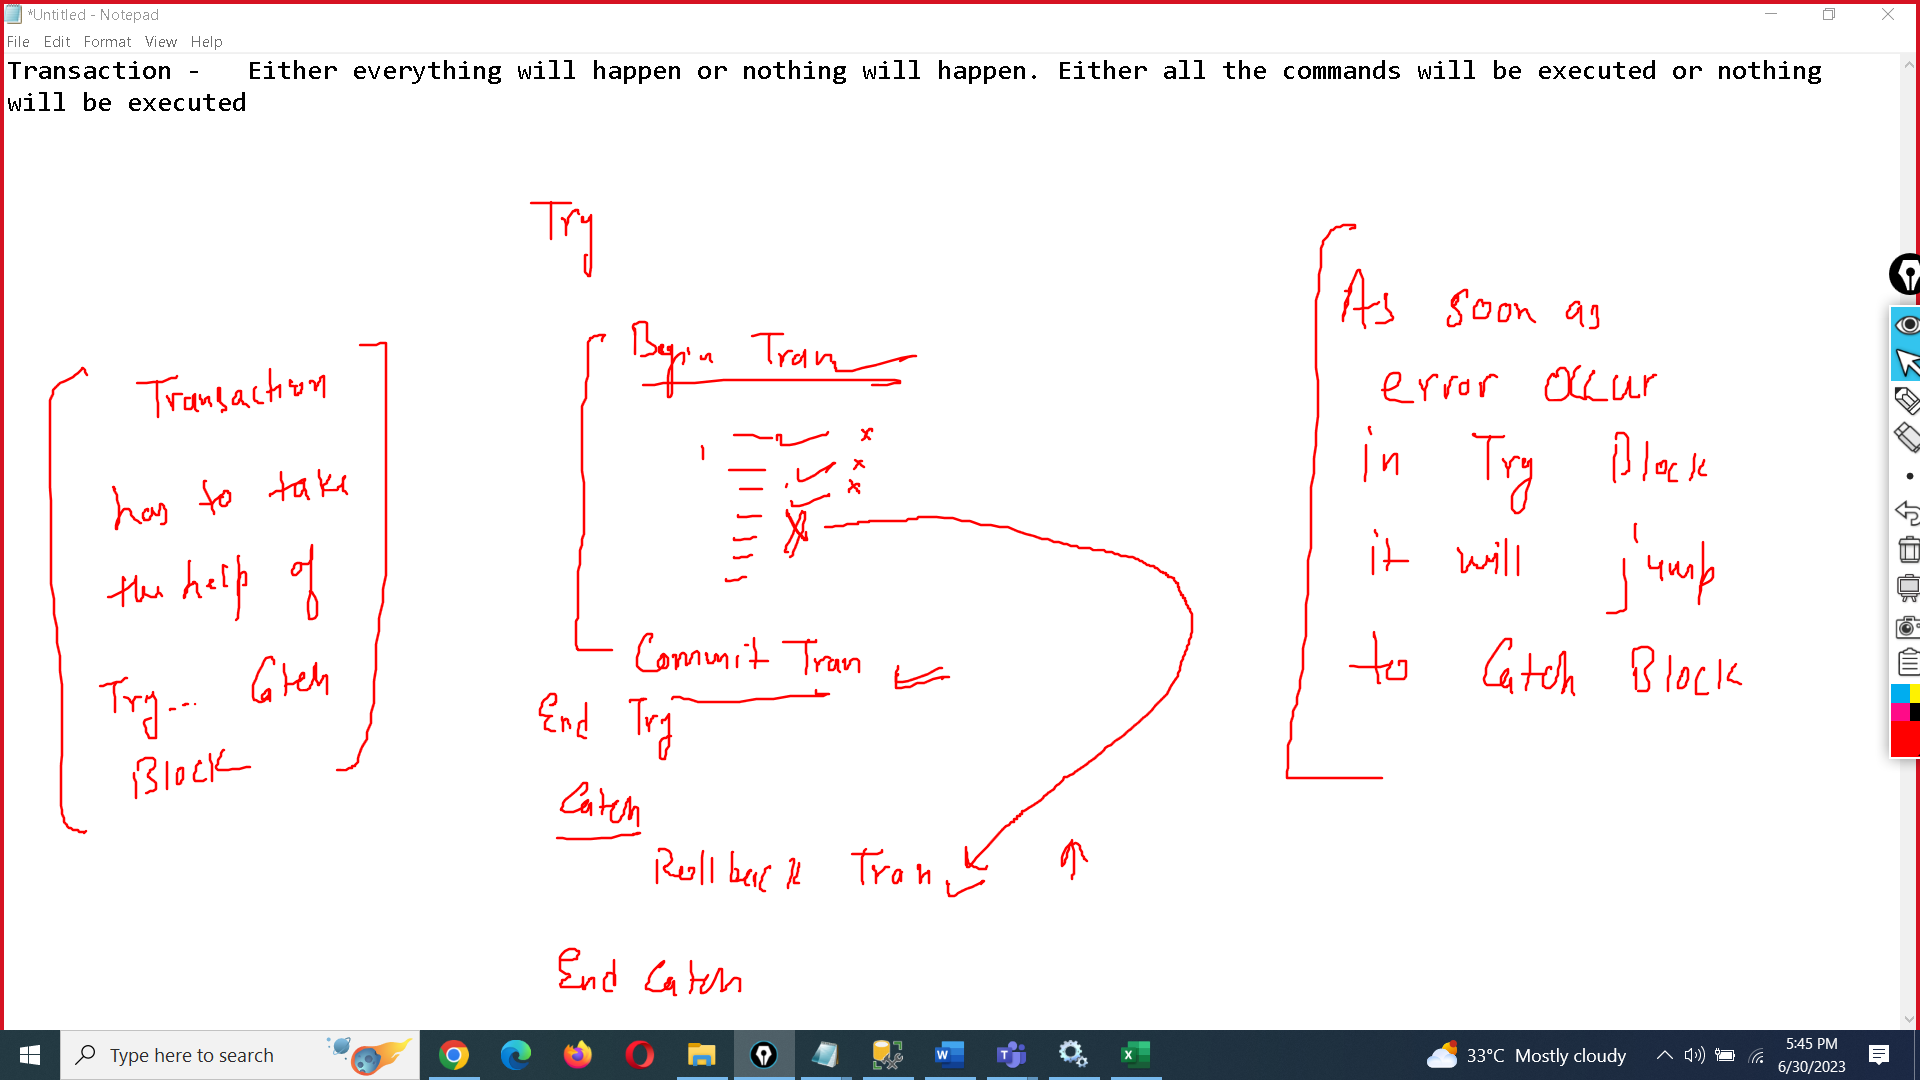 *Untitled - Notepad
File Edit Format View Help
Transaction - Either everything will happen or nothing will happen. Either all the commands will be executed or nothing
will be executed
Try
Begin Tran
Commit Tran
End Try
Catch
Rollback Tran
End Catch
Transaction
has to take
the help of
Try... Catch
Block
As soon as
error occur
in Try Block
it will jump
to Catch Block
Type here to search
33°C Mostly cloudy
5:45 PM
6/30/2023